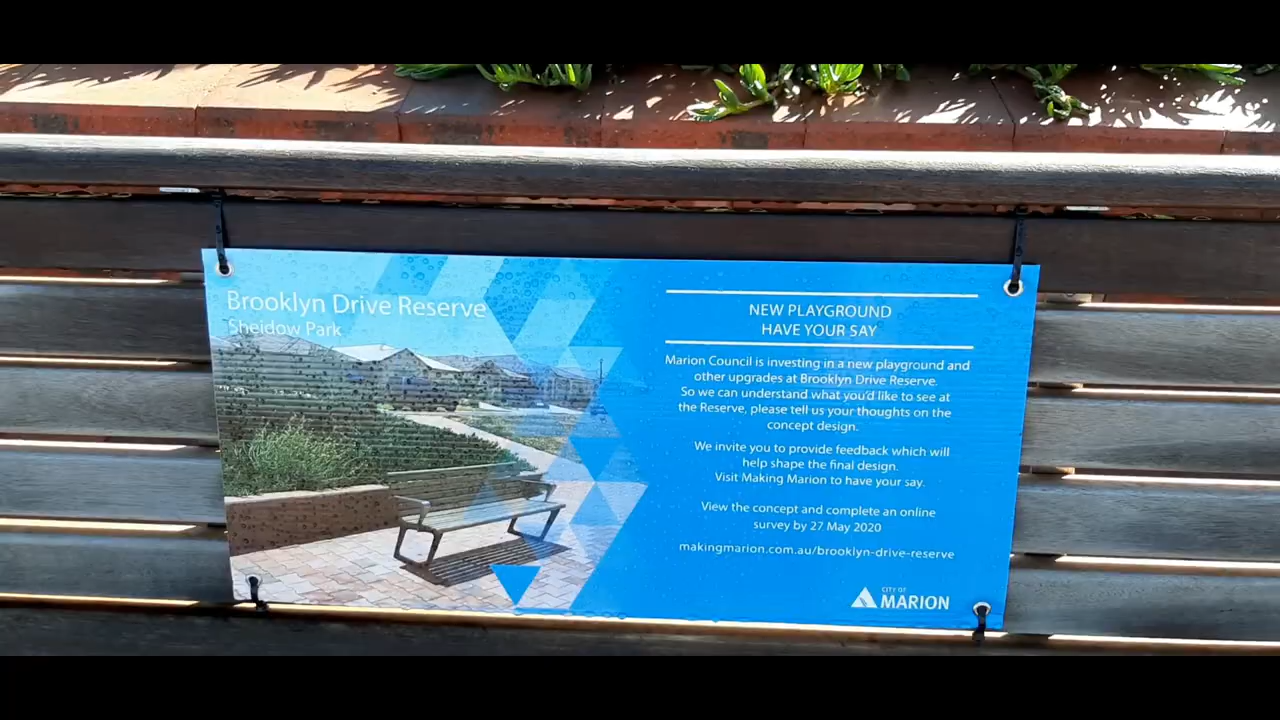 Brooklyn Drive Reserve
Sheidow Park
NEW PLAYGROUND
HAVE YOUR SAY
Marion Council is investing in a new playground and
other upgrades at Brooklyn Drive Reserve.
So we can understand what you'd like to see at
the Reserve, please tell us your thoughts on the
concept design.
We invite you to provide feedback which will
help shape the final design.
Visit Making Marion to have your say.
View the concept and complete an online
survey by 27 May 2020
makingmarion.com.au/brooklyn-drive-reserve
CITY OF
MARION